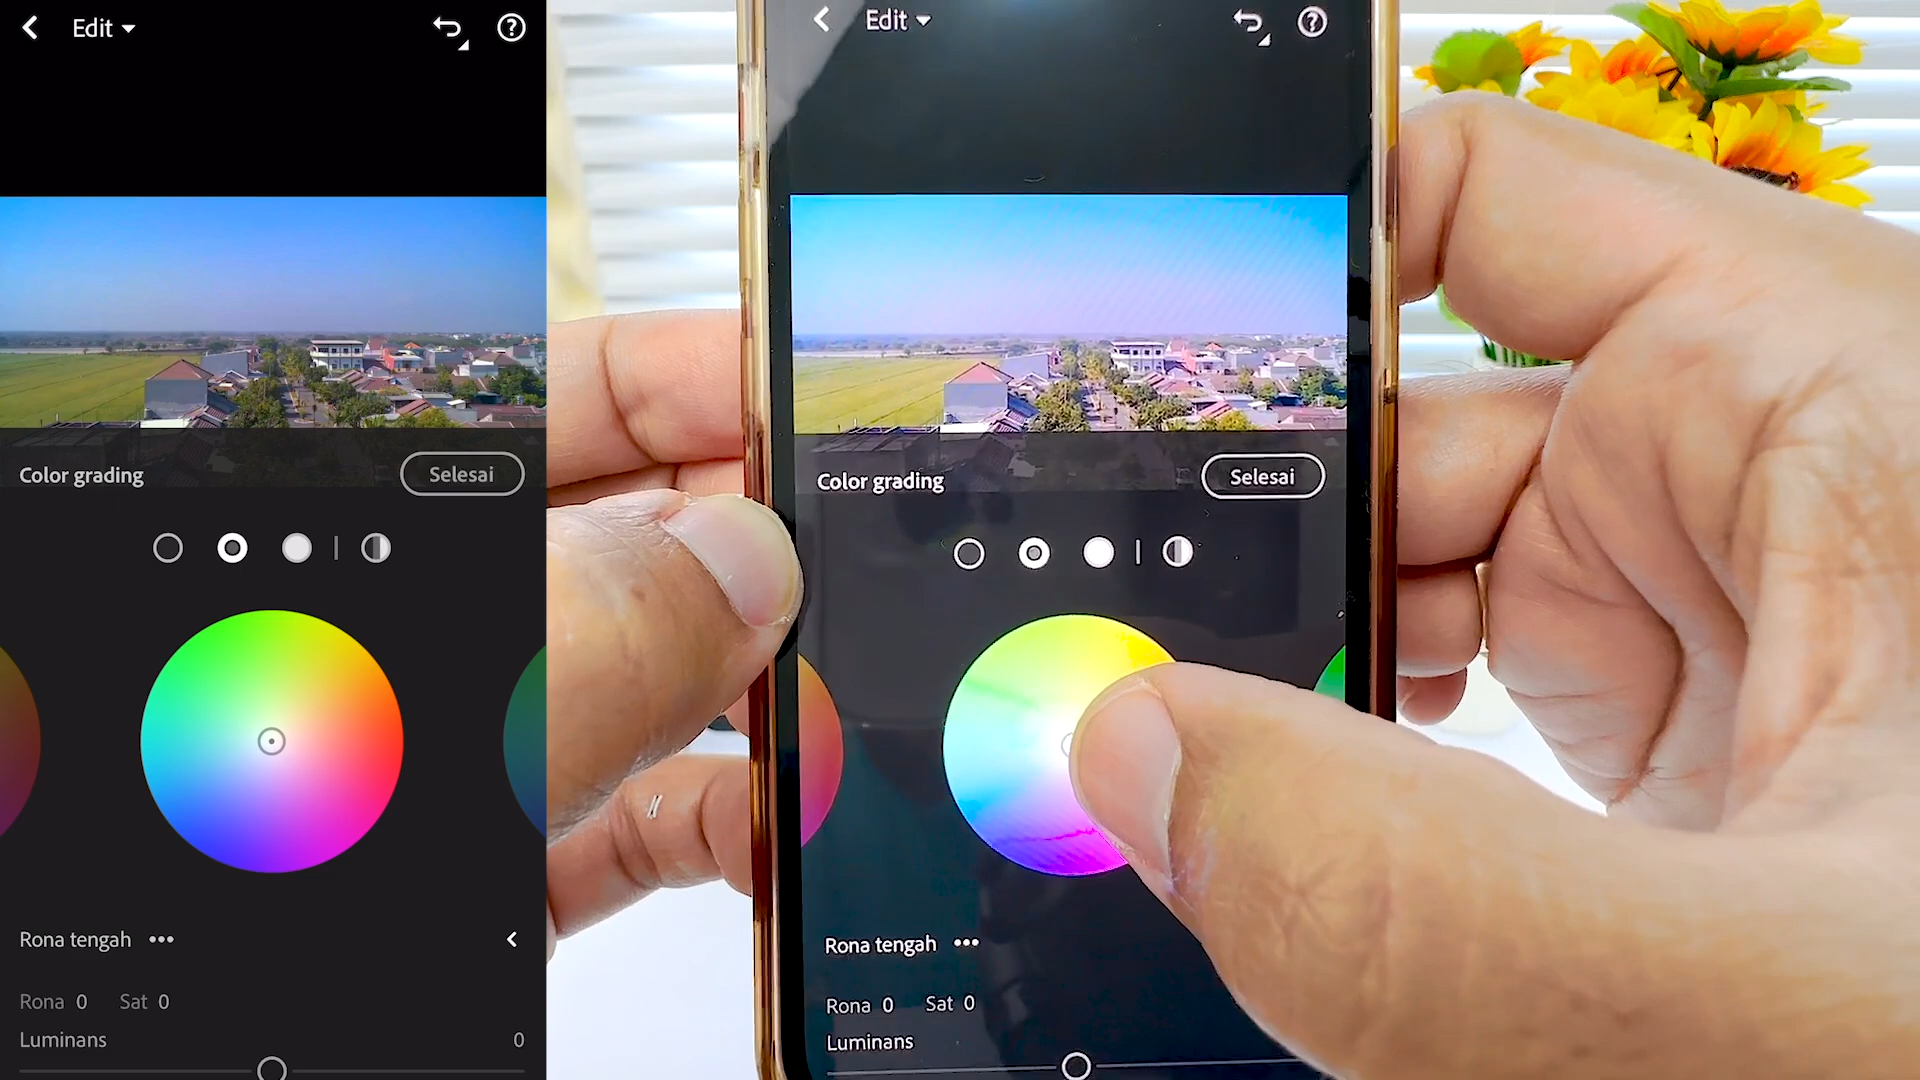 Edit
Color grading
Selesai
Rona tengah
Rona 0 Sat 0
Luminans 0
Edit
Color grading
Selesai
Rona tengah
Rona 0 Sat 0
Luminans